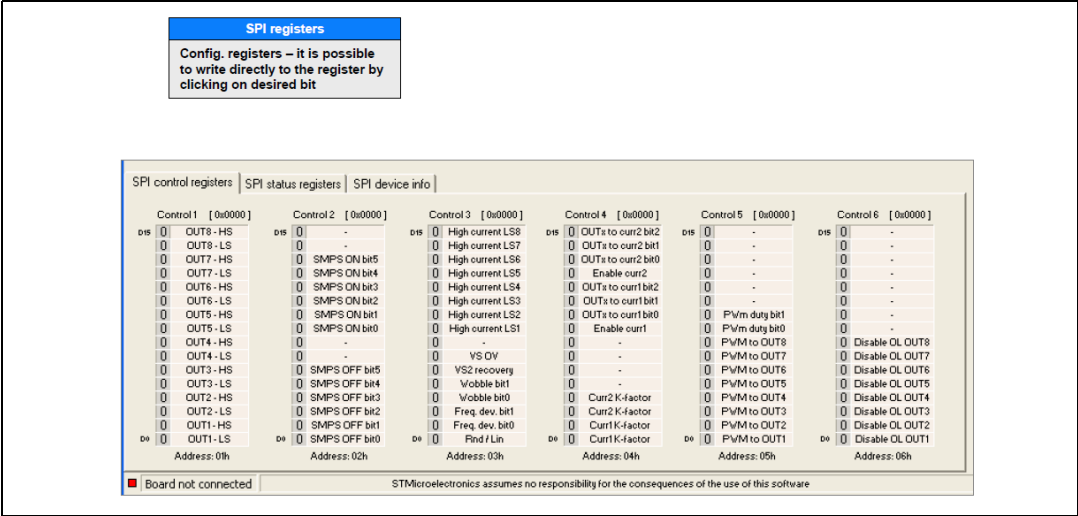 SPI registers
Config. registers – it is possible
to write directly to the register by
clicking on desired bit
SPI control registers SPI status registers SPI device info
Control 1 [ 0x0000 ] Control 2 [ 0x0000 ] Control 3 [ 0x0000 ] Control 4 [ 0x0000 ] Control 5 [ 0x0000 ] Control 6 [ 0x0000 ]
D15 0 OUT8 - HS D15 0 - D15 0 High current LS8 D15 0 OUTx to curr2 bit2 D15 0 - D15 0 -
0 OUT8 - LS 0 - 0 High current LS7 0 OUTx to curr2 bit1 0 - 0 -
0 OUT7 - HS 0 SMPS ON bit5 0 High current LS6 0 OUTx to curr2 bit0 0 - 0 -
0 OUT7 - LS 0 SMPS ON bit4 0 High current LS5 0 Enable curr2 0 - 0 -
0 OUT6 - HS 0 SMPS ON bit3 0 High current LS4 0 OUTx to curr1 bit2 0 - 0 -
0 OUT6 - LS 0 SMPS ON bit2 0 High current LS3 0 OUTx to curr1 bit1 0 - 0 -
0 OUT5 - HS 0 SMPS ON bit1 0 High current LS2 0 OUTx to curr1 bit0 0 PWm duty bit1 0 -
0 OUT5 - LS 0 SMPS ON bit0 0 High current LS1 0 Enable curr1 0 PWm duty bit0 0 -
0 OUT4 - HS 0 - 0 - 0 - 0 PWM to OUT8 0 Disable OL OUT8
0 OUT4 - LS 0 - 0 VS OV 0 - 0 PWM to OUT7 0 Disable OL OUT7
0 OUT3 - HS 0 SMPS OFF bit5 0 VS2 recovery 0 - 0 PWM to OUT6 0 Disable OL OUT6
0 OUT3 - LS 0 SMPS OFF bit4 0 Wobble bit1 0 - 0 PWM to OUT5 0 Disable OL OUT5
0 OUT2 - HS 0 SMPS OFF bit3 0 Wobble bit0 0 Curr2 K-factor 0 PWM to OUT4 0 Disable OL OUT4
0 OUT2 - LS 0 SMPS OFF bit2 0 Freq. dev. bit1 0 Curr2 K-factor 0 PWM to OUT3 0 Disable OL OUT3
0 OUT1 - HS 0 SMPS OFF bit1 0 Freq. dev. bit0 0 Curr1 K-factor 0 PWM to OUT2 0 Disable OL OUT2
D0 0 OUT1 - LS D0 0 SMPS OFF bit0 D0 0 Rnd / Lin D0 0 Curr1 K-factor D0 0 PWM to OUT1 D0 0 Disable OL OUT1
Address: 01h Address: 02h Address: 03h Address: 04h Address: 05h Address: 06h
Board not connected STMicroelectronics assumes no responsibility for the consequences of the use of this software